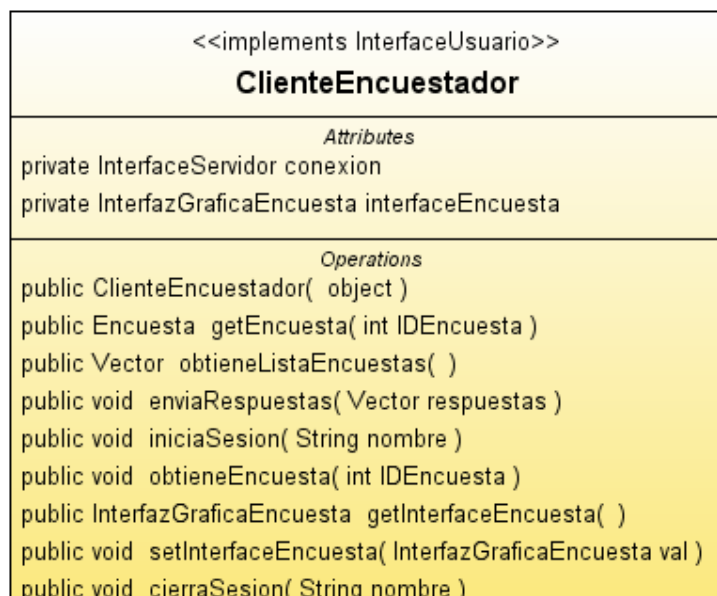 <<implements InterfaceUsuario>>
ClienteEncuestador
Attributes
private InterfaceServidor conexion
private InterfazGraficaEncuesta interfaceEncuesta
Operations
public ClienteEncuestador( object )
public Encuesta getEncuesta( int IDEncuesta )
public Vector obtieneListaEncuestas( )
public void enviaRespuestas( Vector respuestas )
public void iniciaSesion( String nombre )
public void obtieneEncuesta( int IDEncuesta )
public InterfazGraficaEncuesta getInterfaceEncuesta( )
public void setInterfaceEncuesta( InterfazGraficaEncuesta val )
public void cierraSesion( String nombre )